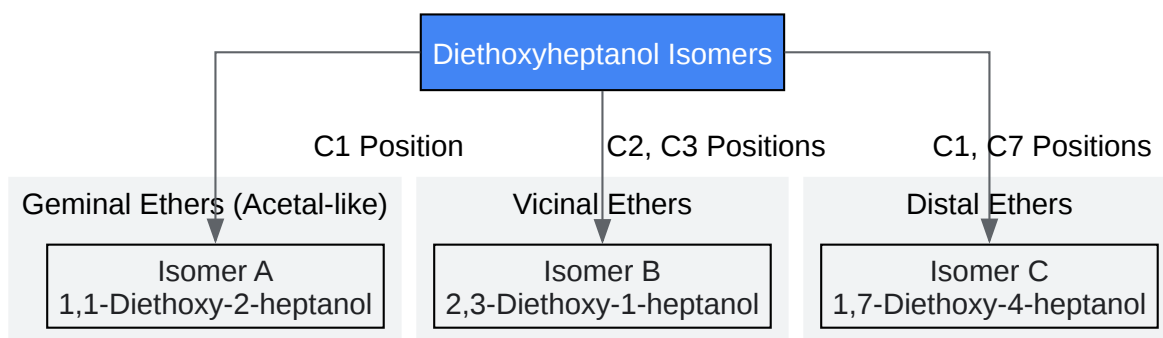 Diethoxyheptanol Isomers
C1 Position
C2, C3 Positions
C1, C7 Positions
Geminal Ethers (Acetal-like)
Vicinal Ethers
Distal Ethers
Isomer A
1,1-Diethoxy-2-heptanol
Isomer B
2,3-Diethoxy-1-heptanol
Isomer C
1,7-Diethoxy-4-heptanol